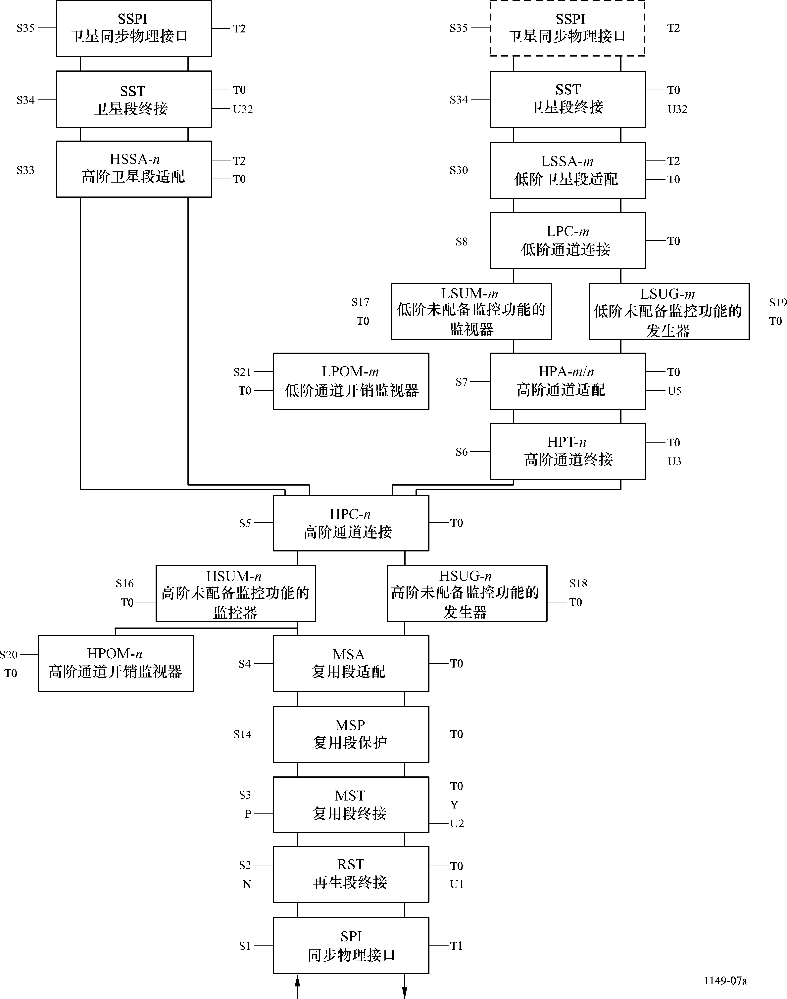 SSPI
卫星同步物理接口
S35
T2
SSPI
卫星同步物理接口
S35
T2
SST
卫星段终接
S34
T0
U32
SST
卫星段终接
S34
T0
U32
HSSA-n
高阶卫星段适配
S33
T2
T0
LSSA-m
低阶卫星段适配
S30
T2
T0
LPC-m
低阶通道连接
S8
T0
LSUM-m
低阶未配备监控功能的
监视器
S17
T0
LSUG-m
低阶未配备监控功能的
发生器
S19
T0
LPOM-m
低阶通道开销监视器
S21
T0
HPA-m/n
高阶通道适配
S7
T0
U5
HPT-n
高阶通道终接
S6
T0
U3
HPC-n
高阶通道连接
S5
T0
HSUM-n
高阶未配备监控功能的
监控器
S16
T0
HSUG-n
高阶未配备监控功能的
发生器
S18
T0
HPOM-n
高阶通道开销监视器
S20
T0
MSA
复用段适配
S4
T0
MSP
复用段保护
S14
T0
MST
复用段终接
S3
P
T0
Y
U2
RST
再生段终接
S2
N
T0
U1
SPI
同步物理接口
S1
T1
1149-07a